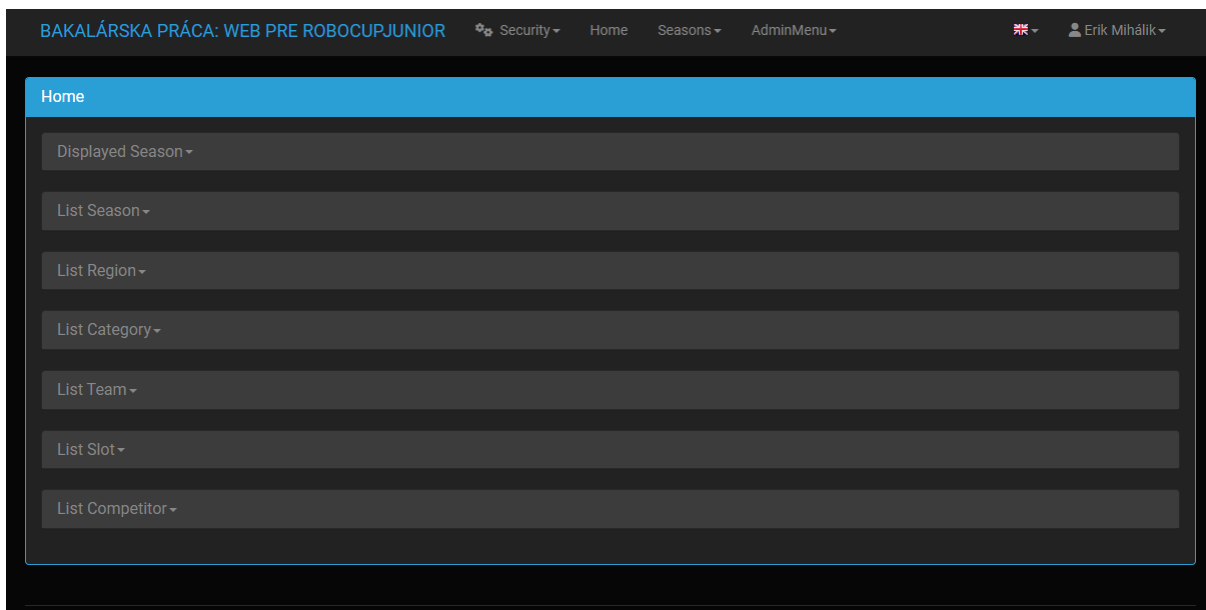 BAKALÁRSKA PRÁCA: WEB PRE ROBOCUPJUNIOR Security Home Seasons AdminMenu Erik Mihálik
Home
Displayed Season
List Season
List Region
List Category
List Team
List Slot
List Competitor